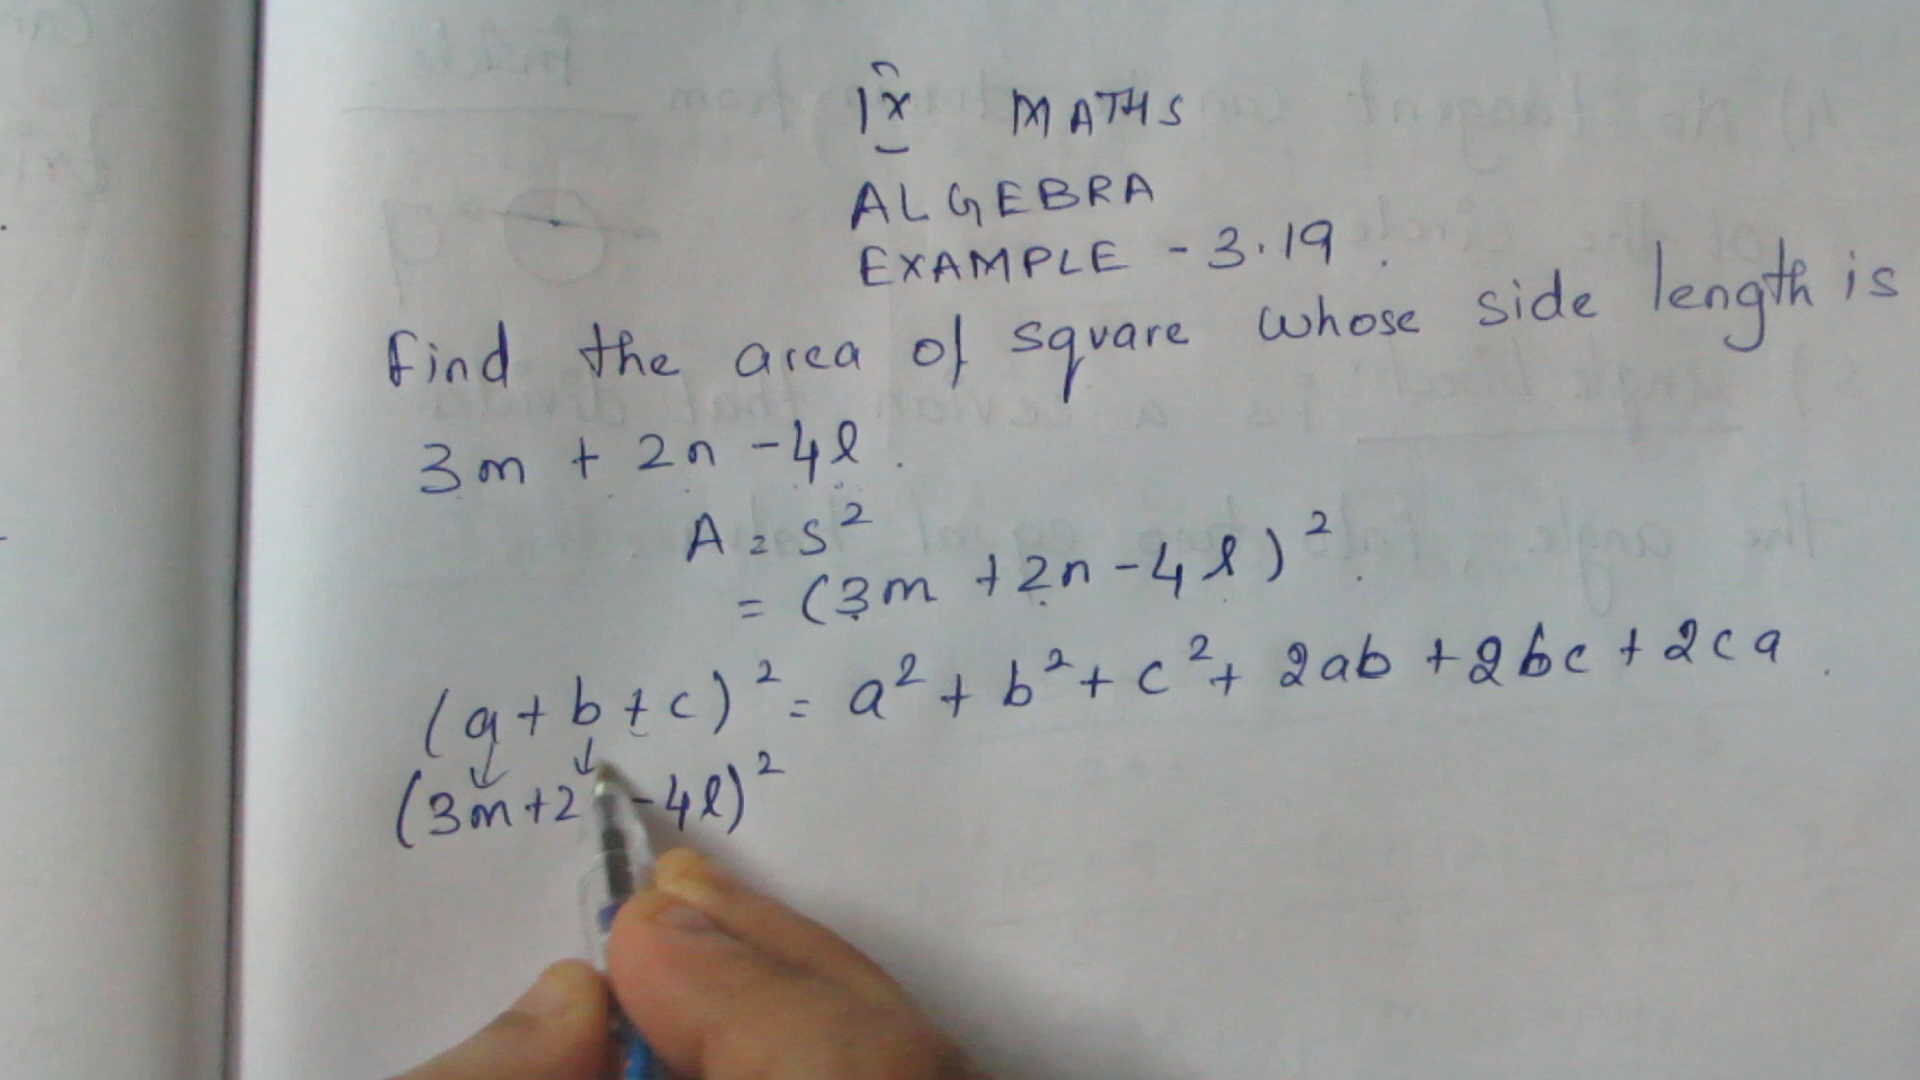 IX MATHS
ALGEBRA
EXAMPLE - 3.19.
Find the area of square whose side length is
3m + 2n - 4l.
A = s²
= (3m + 2n - 4l)².
(a + b + c)² = a² + b² + c² + 2ab + 2bc + 2ca.
(3m + 2 - 4l)²